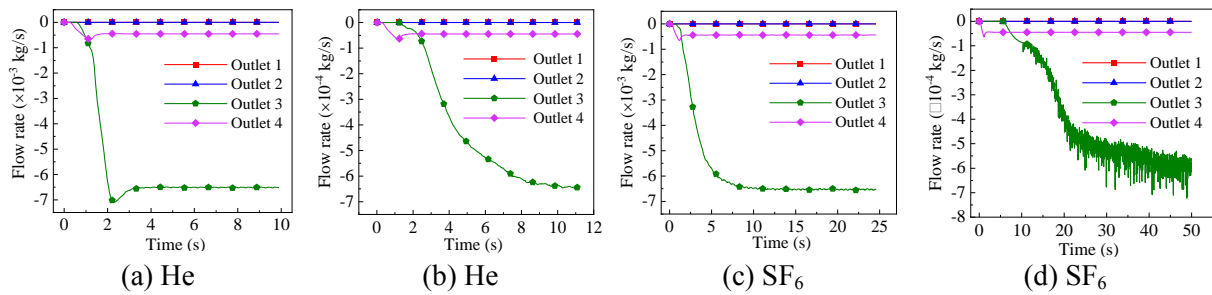 Flow rate (×10⁻³ kg/s)
0
-1
-2
-3
-4
-5
-6
-7
Outlet 1
Outlet 2
Outlet 3
Outlet 4
0 2 4 6 8 10
Time (s)
(a) He
Flow rate (×10⁻⁴ kg/s)
0
-1
-2
-3
-4
-5
-6
-7
Outlet 1
Outlet 2
Outlet 3
Outlet 4
0 2 4 6 8 11 12
Time (s)
(b) He
Flow rate (×10⁻³ kg/s)
0
-1
-2
-3
-4
-5
-6
-7
Outlet 1
Outlet 2
Outlet 3
Outlet 4
0 5 10 15 20 25
Time (s)
(c) SF₆
Flow rate (□10⁻⁴ kg/s)
0
-1
-2
-3
-4
-5
-6
-7
-8
Outlet 1
Outlet 2
Outlet 3
Outlet 4
0 10 20 30 40 50
Time (s)
(d) SF₆